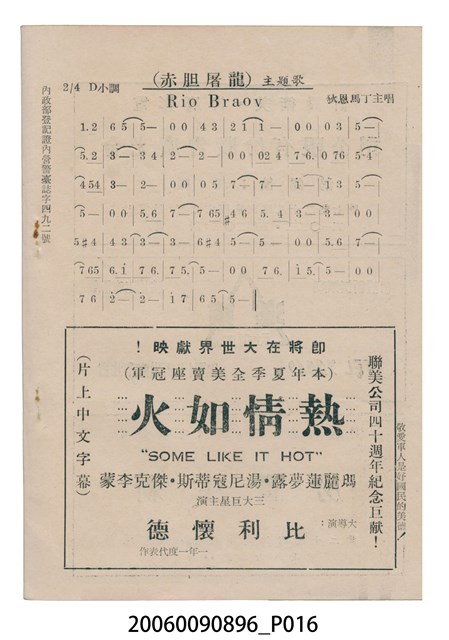 (赤胆屠龍) 主題歌
2/4 D小調
Rio Braov
狄恩馬丁主唱
1.2 6 5 5— 0 0 4 3 2 1 1— 0 0 0 3 5—
5.2 3— 3 4 2— 2— 0 0 0 2 4 7 6.0 7 6 5-4
4 5 4 3— 2— 2— 0 5 7— 7— i— i 3 5—
5— 0 0 5.6 7— 7 6 5 #4 6 5.4 3— 3— 0 0
5 #4 4 3 3— 3— 6 #4 5— 5— 0 0 5.6 7—
7 6 5 6.i 7 6 7 5.— 5— 0 0 7 6. i 5. 5—
7 6 2— 2— i 7 6 5 5—
內政部登記證內警臺誌字四九二號
即將在大世界獻映！
(本年夏季全美賣座冠軍)
熱情如火
"SOME LIKE IT HOT"
瑪麗蓮夢露•湯尼寇蒂斯•傑克李蒙
三大巨星主演
大導演：
比利懷德
一年一度代表作
聯美公司四十週年紀念巨獻！
(片上中文字幕)
敬愛軍人是好國民的美德！
20060090896_P016